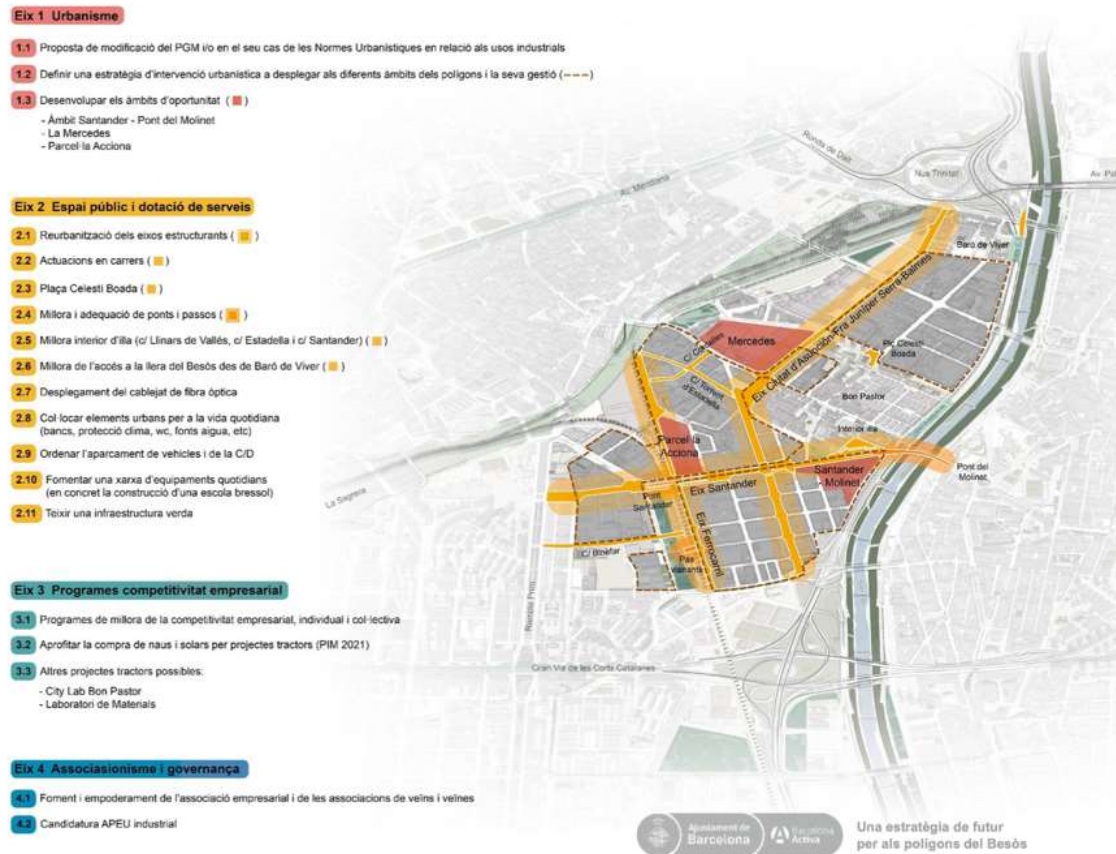 Eix 1 Urbanisme
1.1 Proposta de modificació del PGM i/o en el seu cas de les Normes Urbanístiques en relació als usos industrials
1.2 Definir una estratègia d'intervenció urbanística a desplegar als diferents àmbits dels polígons i la seva gestió (----)
1.3 Desenvolupar els àmbits d'oportunitat ( )
- Àmbit Santander - Pont del Molinet
- La Mercedes
- Parcel·la Acciona
Eix 2 Espai públic i dotació de serveis
2.1 Reurbanització dels eixos estructurants ( )
2.2 Actuacions en carrers ( )
2.3 Plaça Celesti Boada ( )
2.4 Millora i adequació de ponts i passos ( )
2.5 Millora interior d'illa (c/ Llinars de Vallés, c/ Estadella i c/ Santander) ( )
2.6 Millora de l'accés a la llera del Besòs des de Baró de Viver ( )
2.7 Desplegament del cablejat de fibra òptica
2.8 Col·locar elements urbans per a la vida quotidiana
(bancs, protecció clima, wc, fonts aigua, etc)
2.9 Ordenar l'aparcament de vehicles i de la C/D
2.10 Fomentar una xarxa d'equipaments quotidians
(en concret la construcció d'una escola bressol)
2.11 Teixir una infraestructura verda
Eix 3 Programes competitivitat empresarial
3.1 Programes de millora de la competitivitat empresarial, individual i col·lectiva
3.2 Aprofitar la compra de naus i solars per projectes tractors (PIM 2021)
3.3 Altres projectes tractors possibles:
- City Lab Bon Pastor
- Laboratori de Materials
Eix 4 Associasionisme i governança
4.1 Foment i empoderament de l'associació empresarial i de les associacions de veïns i veïnes
4.2 Candidatura APEU industrial
Ronda de Dalt
Nus Trinitat
Av. Meridiana
Baró de Viver
Eix Ciutat d'Asunción-Fra Juníper Serra-Balmes
Mercedes
Plç Celesti
Boada
C/ Torrent
d'Estadella
Bon Pastor
Parcel·la
Acciona
Interior illa
Pont del
Molinet
Santander
- Molinet
Eix Santander
Pont
Santander
La Sagrera
Eix Ferrocarril
C/ Binèfar
Pas
vianants
Rambla Prim
Gran Via de les Corts Catalanes
Ajuntament de
Barcelona
Barcelona
Activa
Una estratègia de futur
per als polígons del Besòs